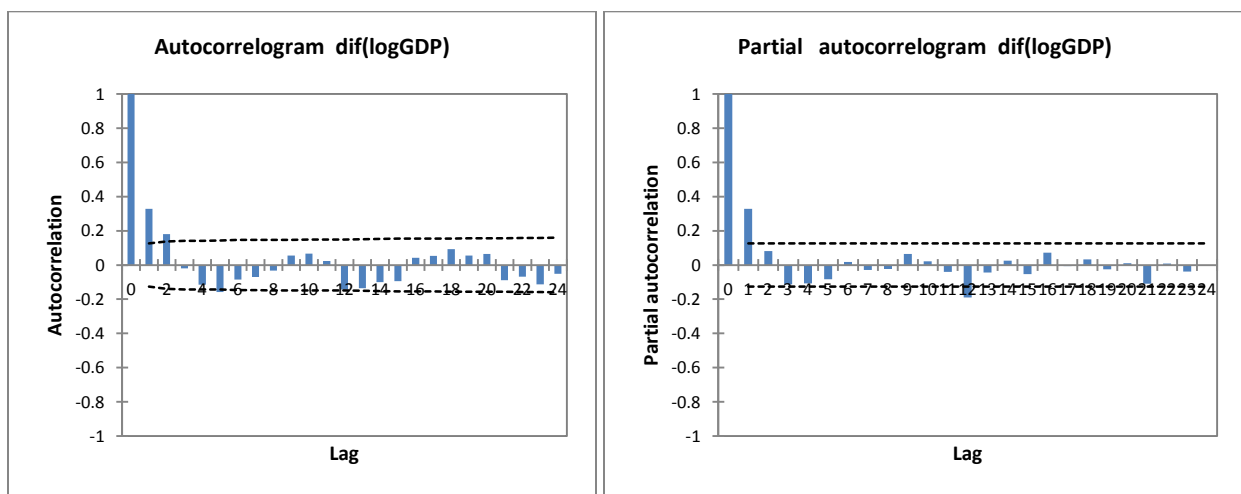 Autocorrelogram dif(logGDP)
1
0.8
0.6
0.4
0.2
0
-0.2
-0.4
-0.6
-0.8
-1
0 2 4 6 8 10 12 14 16 18 20 22 24
Autocorrelation
Lag
Partial autocorrelogram dif(logGDP)
1
0.8
0.6
0.4
0.2
0
-0.2
-0.4
-0.6
-0.8
-1
0 1 2 3 4 5 6 7 8 9 10 11 12 13 14 15 16 17 18 19 20 21 22 23 24
Partial autocorrelation
Lag